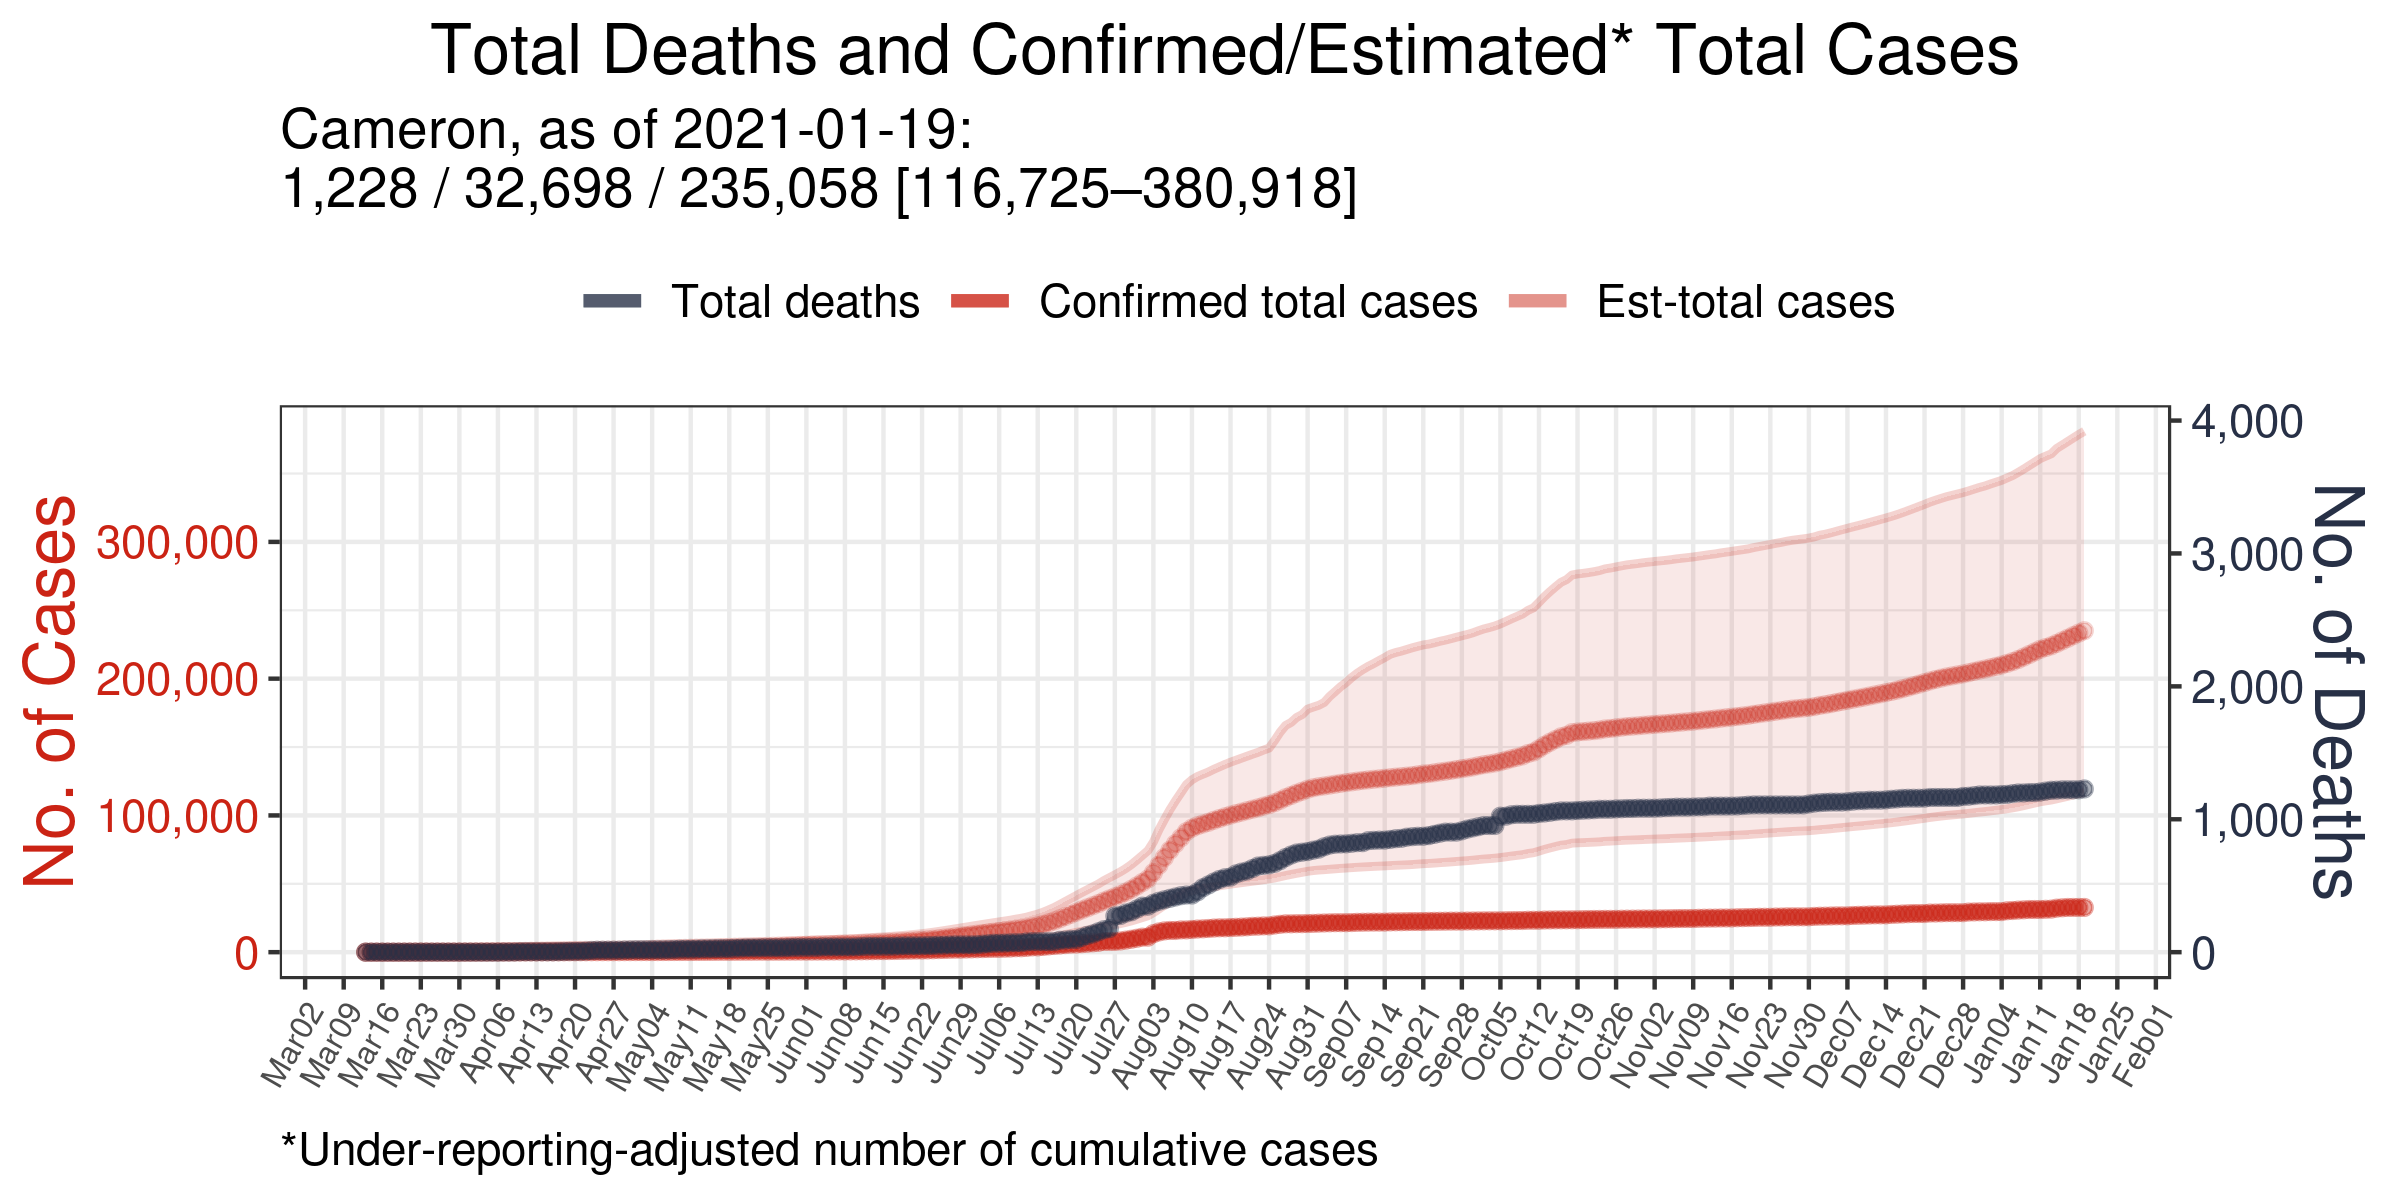 Total Deaths and Confirmed/Estimated* Total Cases
Cameron, as of 2021-01-19:
1,228 / 32,698 / 235,058 [116,725–380,918]
Total deaths
Confirmed total cases
Est-total cases
No. of Cases
300,000
200,000
100,000
0
4,000
3,000
2,000
1,000
0
No. of Deaths
Mar02
Mar09
Mar16
Mar23
Mar30
Apr06
Apr13
Apr20
Apr27
May04
May11
May18
May25
Jun01
Jun08
Jun15
Jun22
Jun29
Jul06
Jul13
Jul20
Jul27
Aug03
Aug10
Aug17
Aug24
Aug31
Sep07
Sep14
Sep21
Sep28
Oct05
Oct12
Oct19
Oct26
Nov02
Nov09
Nov16
Nov23
Nov30
Dec07
Dec14
Dec21
Dec28
Jan04
Jan11
Jan18
Jan25
Feb01
*Under-reporting-adjusted number of cumulative cases